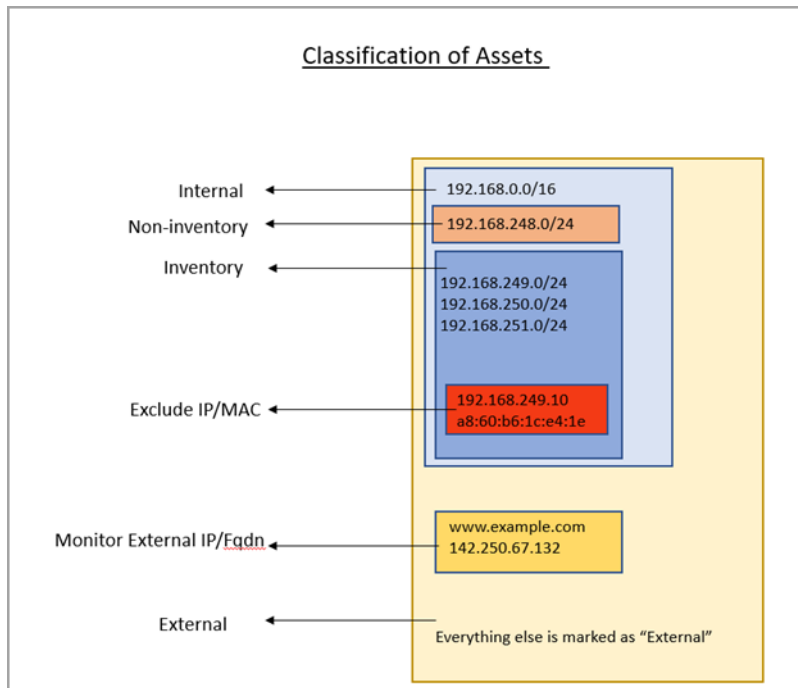 Classification of Assets
Internal
192.168.0.0/16
Non-inventory
192.168.248.0/24
Inventory
192.168.249.0/24
192.168.250.0/24
192.168.251.0/24
Exclude IP/MAC
192.168.249.10
a8:60:b6:1c:e4:1e
Monitor External IP/Fqdn
www.example.com
142.250.67.132
External
Everything else is marked as “External”